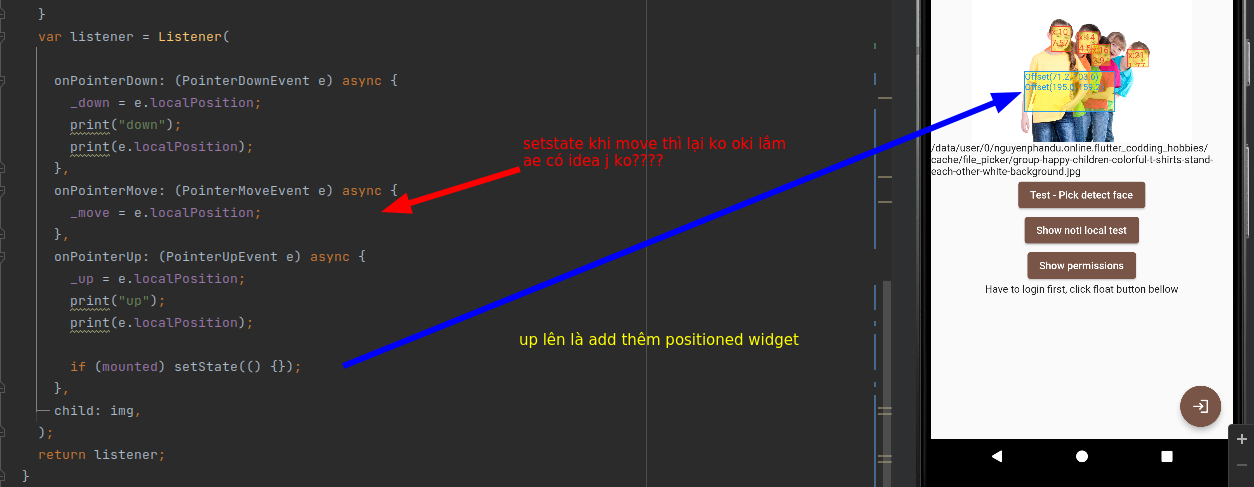 }
var listener = Listener(
onPointerDown: (PointerDownEvent e) async {
_down = e.localPosition;
print("down");
print(e.localPosition);
},
onPointerMove: (PointerMoveEvent e) async {
_move = e.localPosition;
},
onPointerUp: (PointerUpEvent e) async {
_up = e.localPosition;
print("up");
print(e.localPosition);
if (mounted) setState(() {});
},
child: img,
);
return listener;
}
setstate khi move thì lại ko oki lắm
ae có idea j ko????
up lên là add thêm positioned widget
Offset(71.2, 103.6)
Offset(195.0, 159.2)
/data/user/0/nguyenphandu.online.flutter_codding_hobbies/
cache/file_picker/group-happy-children-colorful-t-shirts-stand-
each-other-white-background.jpg
Test - Pick detect face
Show noti local test
Show permissions
Have to login first, click float button bellow